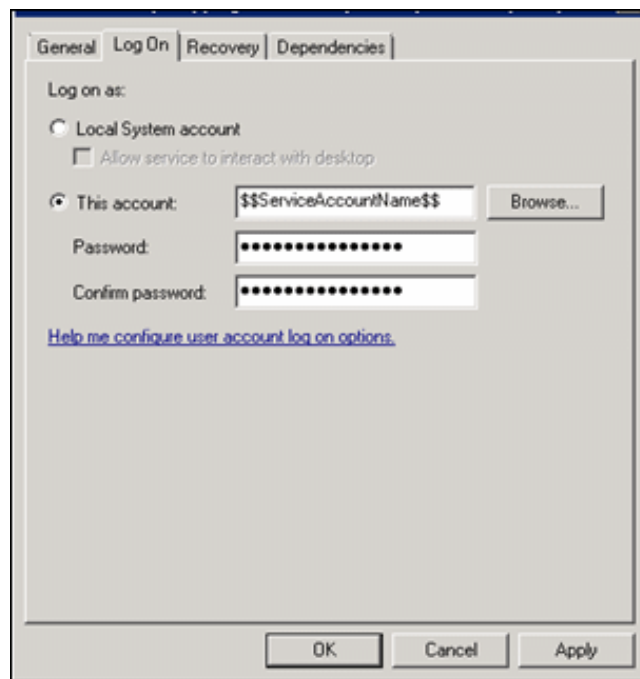 General Log On Recovery Dependencies
Log on as:
Local System account
Allow service to interact with desktop
This account: $$ServiceAccountName$$ Browse...
Password: •••••••••••••••
Confirm password: •••••••••••••••
Help me configure user account log on options.
OK Cancel Apply